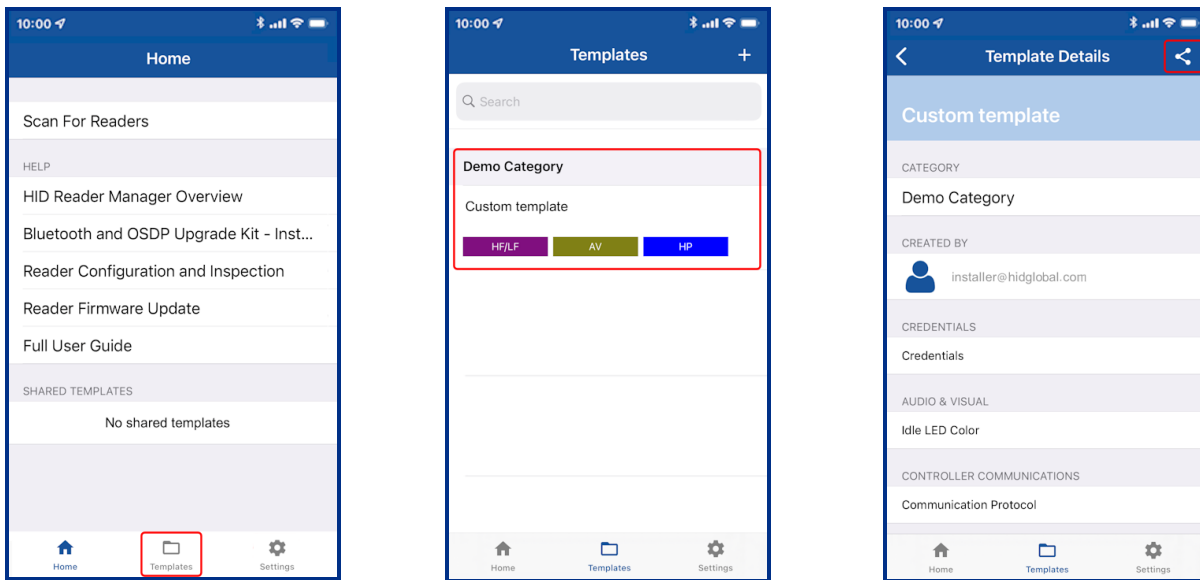 10:00
Home
Scan For Readers
HELP
HID Reader Manager Overview
Bluetooth and OSDP Upgrade Kit - Inst...
Reader Configuration and Inspection
Reader Firmware Update
Full User Guide
SHARED TEMPLATES
No shared templates
Home
Templates
Settings
10:00
Templates
+
Search
Demo Category
Custom template
HF/LF
AV
HP
Home
Templates
Settings
10:00
Template Details
Custom template
CATEGORY
Demo Category
CREATED BY
installer@hidglobal.com
CREDENTIALS
Credentials
AUDIO & VISUAL
Idle LED Color
CONTROLLER COMMUNICATIONS
Communication Protocol
Home
Templates
Settings